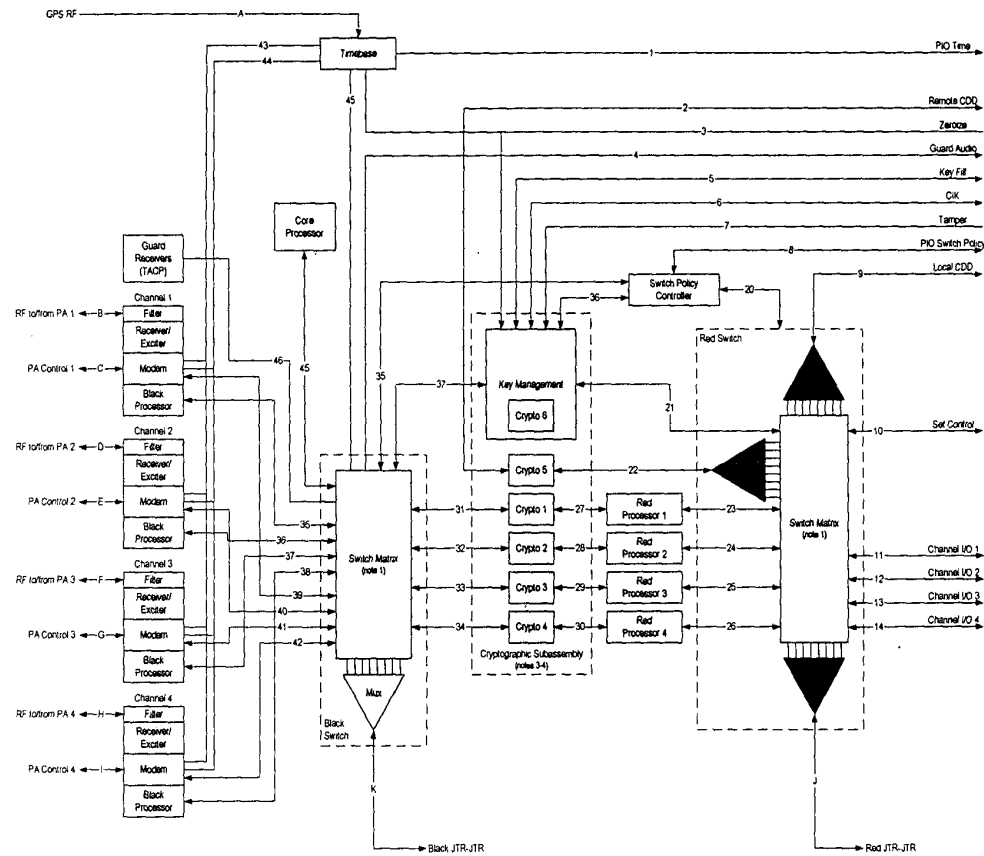 GPS RF
A
43
44
Timebase
1
PIO Time
45
2
Remote CDD
3
Zeroize
4
Guard Audio
5
Key Fill
6
CIK
7
Tamper
Core
Processor
8
PIO Switch Policy
Guard
Receivers
(TACP)
9
Local CDD
Switch Policy
Controller
20
36
Channel 1
RF to/from PA 1
B
Filter
Receiver/
Exciter
46
45
35
Red Switch
PA Control 1
C
Modem
37
Key Management
Black
Processor
21
Crypto 6
10
Set Control
Channel 2
RF to/from PA 2
D
Filter
Receiver/
Exciter
Crypto 5
22
PA Control 2
E
Modem
35
31
Crypto 1
27
Red
Processor 1
23
Black
Processor
36
Switch Matrix
(note 1)
32
Crypto 2
28
Red
Processor 2
24
Switch Matrix
(note 1)
37
11
Channel I/O 1
Channel 3
38
12
Channel I/O 2
RF to/from PA 3
F
Filter
33
Crypto 3
29
Red
Processor 3
25
Receiver/
Exciter
39
13
Channel I/O 3
40
14
Channel I/O 4
PA Control 3
G
Modem
41
34
Crypto 4
30
Red
Processor 4
26
42
Black
Processor
Cryptographic Subassembly
(notes 3-4)
Mux
Channel 4
RF to/from PA 4
H
Filter
Receiver/
Exciter
Black
Switch
PA Control 4
I
Modem
Black
Processor
K
J
Black JTR-JTR
Red JTR-JTR